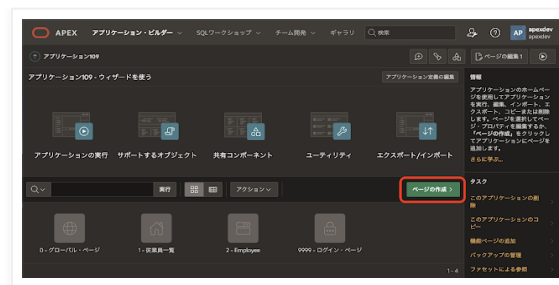 APEX アプリケーション・ビルダー SQLワークショップ チーム開発 ギャラリ 検索 AP apexdev
apexdev
アプリケーション109 ページの編集1
アプリケーション109 - ウィザードを使う アプリケーション定義の編集
アプリケーションの実行 サポートするオブジェクト 共有コンポーネント ユーティリティ エクスポート/インポート
実行 アクション ページの作成 >
0 - グローバル・ページ 1 - 従業員一覧 2 - Employee 9999 - ログイン・ページ
1 - 4
情報
アプリケーションのホームペー
ジを使用してアプリケーション
を実行、編集、インポート、エ
クスポート、コピーまたは削除
します。ページを選択してペー
ジ・プロパティを編集するか、
「ページの作成」をクリックし
てアプリケーションにページを
追加します。
さらに学ぶ...
タスク
このアプリケーションの削
除
このアプリケーションのコ
ピー
機能ページの追加
バックアップの管理
ファセットによる参照